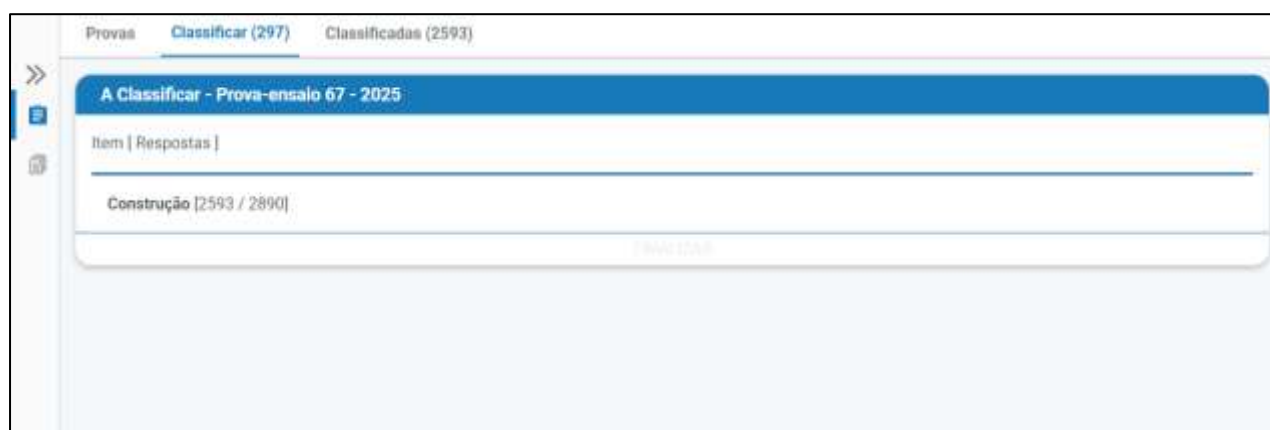 Provas Classificar (297) Classificadas (2593)
A Classificar - Prova-ensaio 67 - 2025
Item | Respostas |
Construção [2593 / 2890]